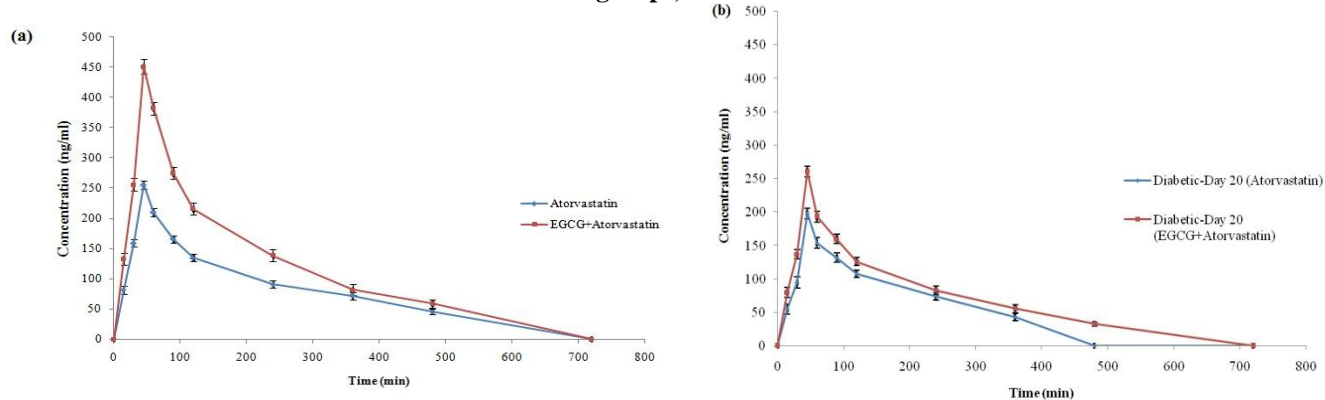 groups,
(a)
500
450
400
350
300
250
200
150
100
50
0
Concentration (ng/ml)
0 100 200 300 400 500 600 700 800
Time (min)
Atorvastatin
EGCG+Atorvastatin
(b)
500
450
400
350
300
250
200
150
100
50
0
Concentration (ng/ml)
0 100 200 300 400 500 600 700 800
Time (min)
Diabetic-Day 20 (Atorvastatin)
Diabetic-Day 20
(EGCG+Atorvastatin)